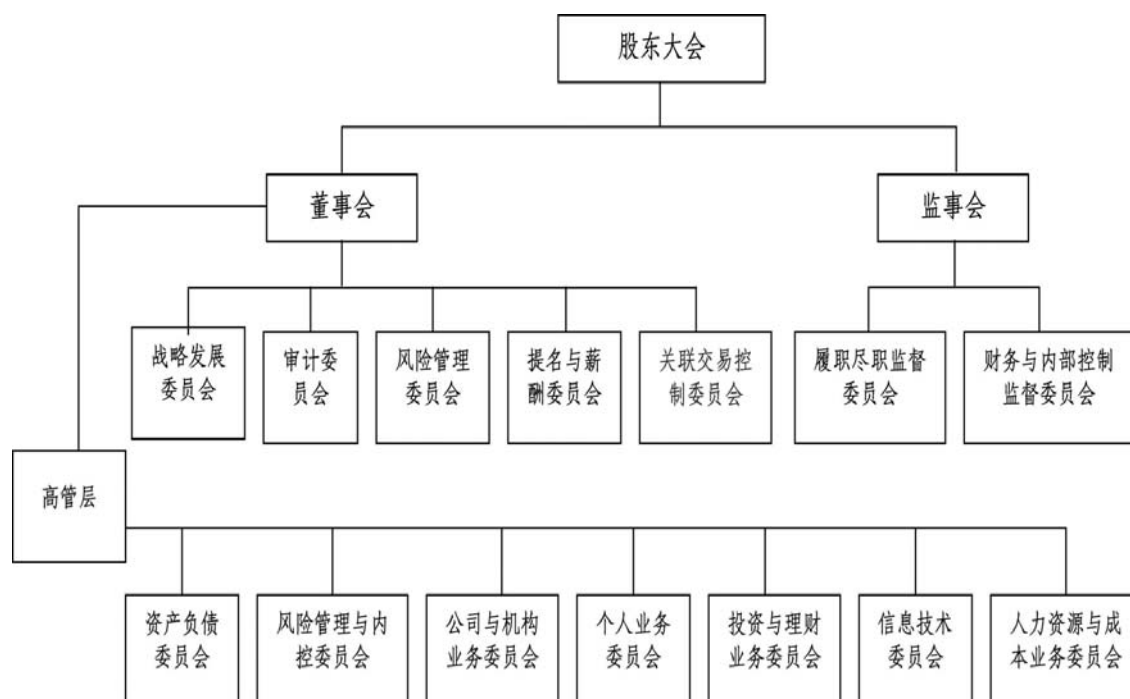 股东大会
董事会
监事会
战略发展
委员会
审计委
员会
风险管理
委员会
提名与薪
酬委员会
关联交易控
制委员会
履职尽职监督
委员会
财务与内部控制
监督委员会
高管层
资产负债
委员会
风险管理与内
控委员会
公司与机构
业务委员会
个人业务
委员会
投资与理财
业务委员会
信息技术
委员会
人力资源与成
本业务委员会